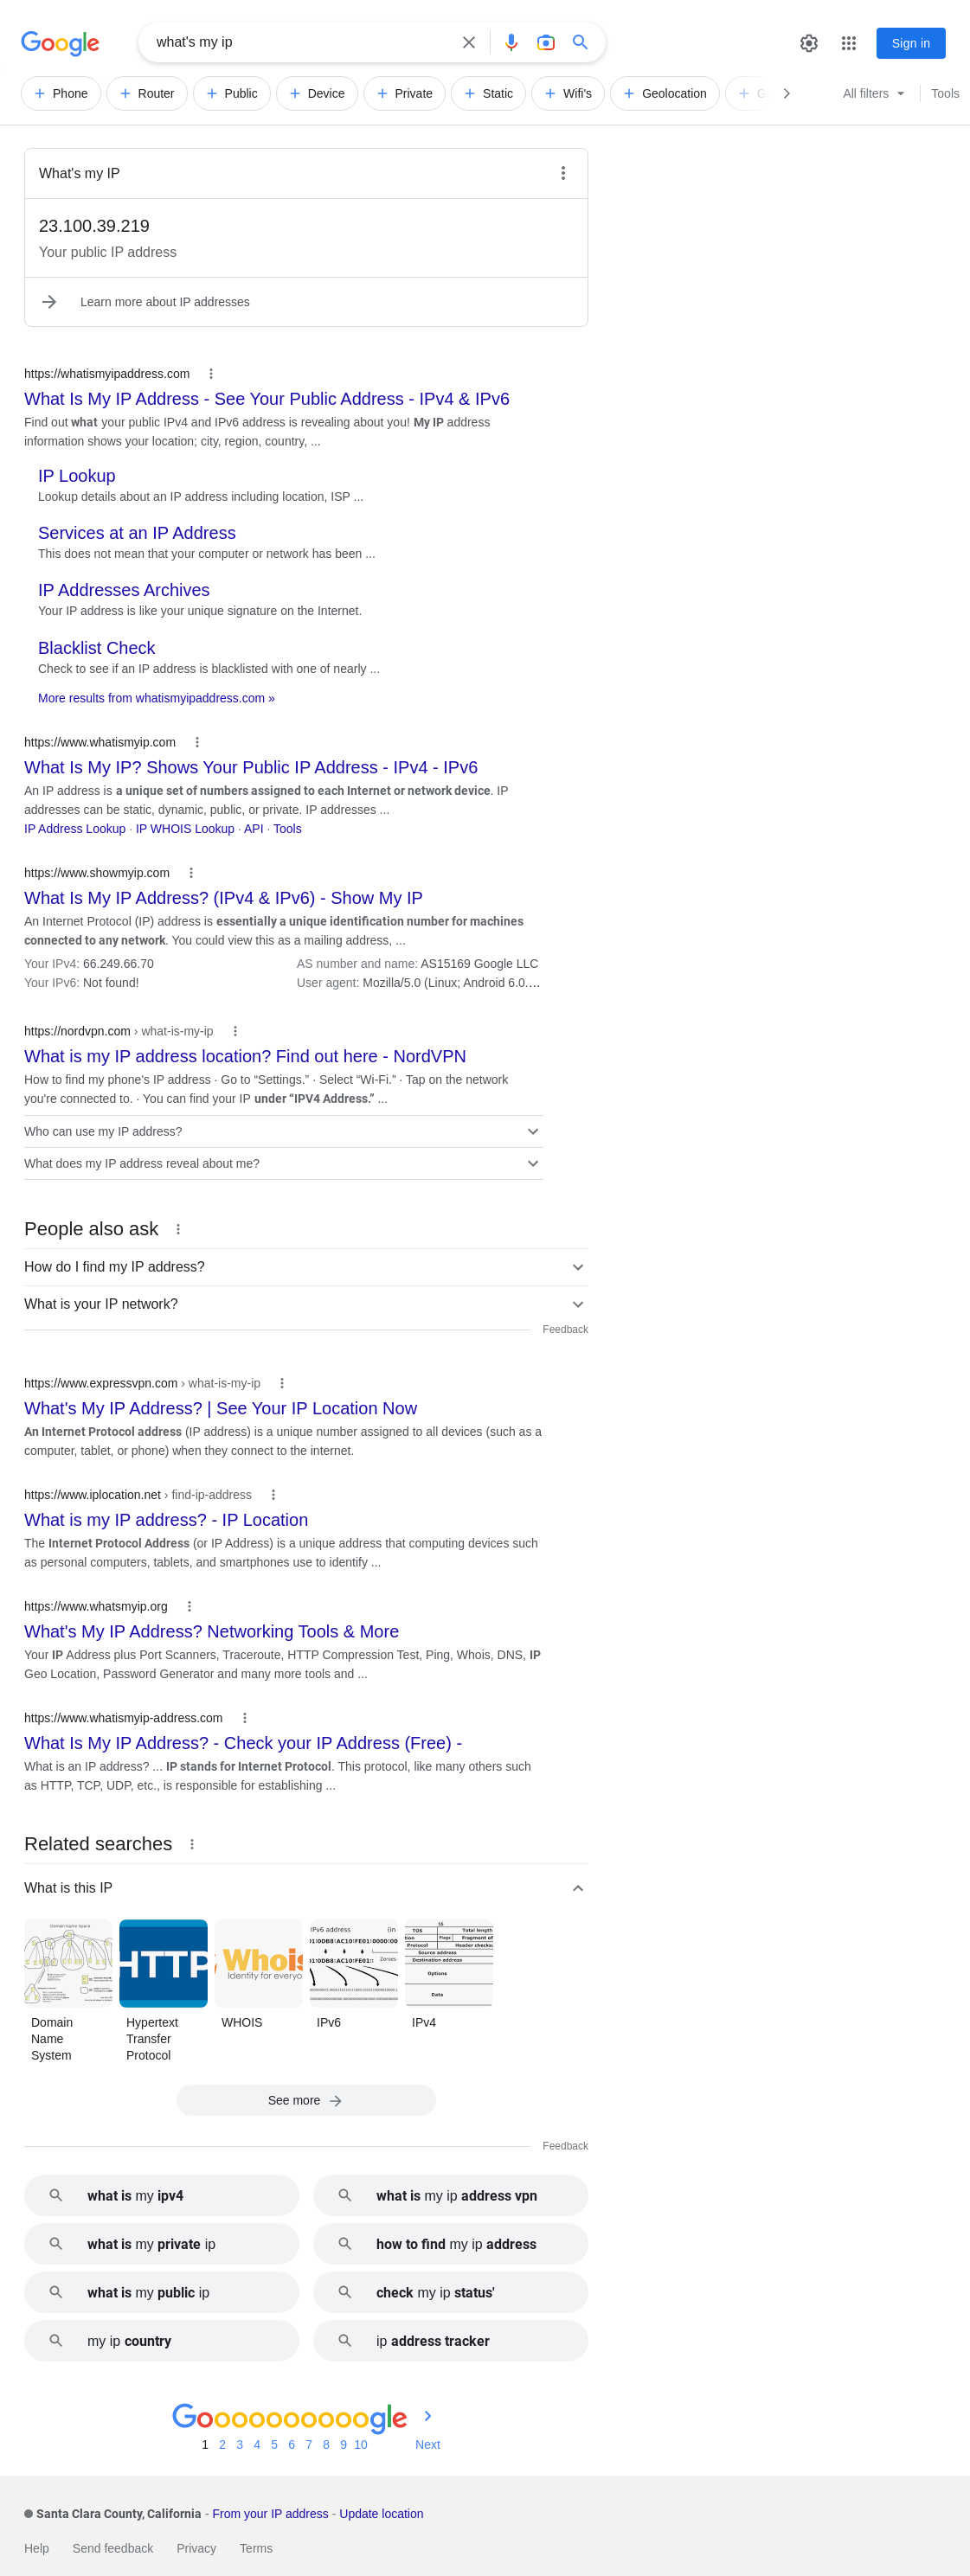 Google
what's my ip
Sign in
Phone
Router
Public
Device
Private
Static
Wifi's
Geolocation
All filters
Tools
What's my IP
23.100.39.219
Your public IP address
Learn more about IP addresses
https://whatismyipaddress.com
What Is My IP Address - See Your Public Address - IPv4 & IPv6
Find out what your public IPv4 and IPv6 address is revealing about you! My IP address
information shows your location; city, region, country, ...
IP Lookup
Lookup details about an IP address including location, ISP ...
Services at an IP Address
This does not mean that your computer or network has been ...
IP Addresses Archives
Your IP address is like your unique signature on the Internet.
Blacklist Check
Check to see if an IP address is blacklisted with one of nearly ...
More results from whatismyipaddress.com »
https://www.whatismyip.com
What Is My IP? Shows Your Public IP Address - IPv4 - IPv6
An IP address is a unique set of numbers assigned to each Internet or network device. IP
addresses can be static, dynamic, public, or private. IP addresses ...
IP Address Lookup · IP WHOIS Lookup · API · Tools
https://www.showmyip.com
What Is My IP Address? (IPv4 & IPv6) - Show My IP
An Internet Protocol (IP) address is essentially a unique identification number for machines
connected to any network. You could view this as a mailing address, ...
Your IPv4: 66.249.66.70
AS number and name: AS15169 Google LLC
Your IPv6: Not found!
User agent: Mozilla/5.0 (Linux; Android 6.0....
https://nordvpn.com › what-is-my-ip
What is my IP address location? Find out here - NordVPN
How to find my phone's IP address · Go to “Settings.” · Select “Wi-Fi.” · Tap on the network
you're connected to. · You can find your IP under “IPV4 Address.” ...
Who can use my IP address?
What does my IP address reveal about me?
People also ask
How do I find my IP address?
What is your IP network?
Feedback
https://www.expressvpn.com › what-is-my-ip
What's My IP Address? | See Your IP Location Now
An Internet Protocol address (IP address) is a unique number assigned to all devices (such as a
computer, tablet, or phone) when they connect to the internet.
https://www.iplocation.net › find-ip-address
What is my IP address? - IP Location
The Internet Protocol Address (or IP Address) is a unique address that computing devices such
as personal computers, tablets, and smartphones use to identify ...
https://www.whatsmyip.org
What's My IP Address? Networking Tools & More
Your IP Address plus Port Scanners, Traceroute, HTTP Compression Test, Ping, Whois, DNS, IP
Geo Location, Password Generator and many more tools and ...
https://www.whatismyip-address.com
What Is My IP Address? - Check your IP Address (Free) -
What is an IP address? ... IP stands for Internet Protocol. This protocol, like many others such
as HTTP, TCP, UDP, etc., is responsible for establishing ...
Related searches
What is this IP
Domain Name Space
HTTP
Whois
Identity for everyo
IPv6 address (in
Zeroes
16
TOS Total length
Flags Fragment of
Protocol Header checks
Source address
Destination address
Options
Data
Domain
Name
System
Hypertext
Transfer
Protocol
WHOIS
IPv6
IPv4
See more
Feedback
what is my ipv4
what is my ip address vpn
what is my private ip
how to find my ip address
what is my public ip
check my ip status'
my ip country
ip address tracker
Goooooooooogle
1 2 3 4 5 6 7 8 9 10 Next
Santa Clara County, California - From your IP address - Update location
Help Send feedback Privacy Terms